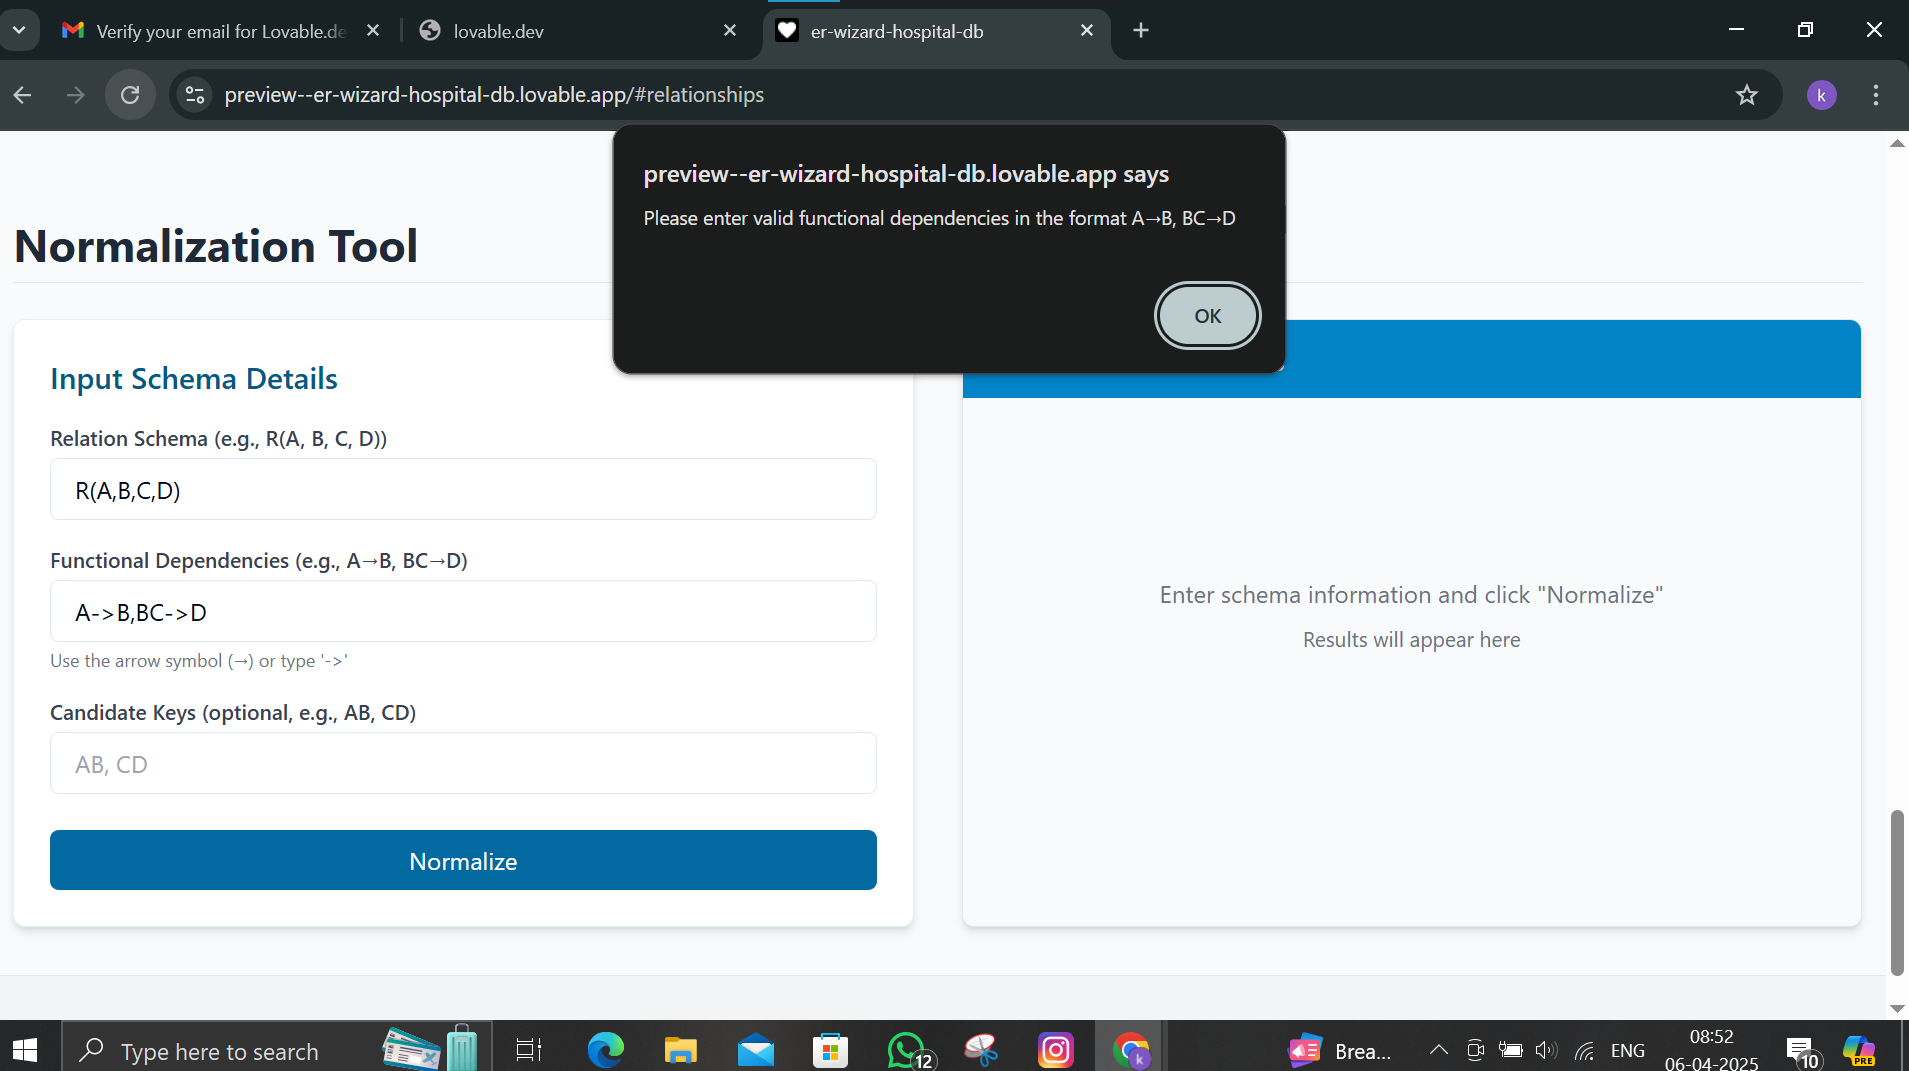 Verify your email for Lovable.de
lovable.dev
er-wizard-hospital-db
preview--er-wizard-hospital-db.lovable.app/#relationships
k
preview--er-wizard-hospital-db.lovable.app says
Please enter valid functional dependencies in the format A→B, BC→D
OK
Normalization Tool
Input Schema Details
Relation Schema (e.g., R(A, B, C, D))
R(A,B,C,D)
Functional Dependencies (e.g., A→B, BC→D)
A->B,BC->D
Use the arrow symbol (→) or type '->'
Candidate Keys (optional, e.g., AB, CD)
AB, CD
Normalize
Enter schema information and click "Normalize"
Results will appear here
Type here to search
12
k
Brea...
ENG
08:52
06-04-2025
10
PRE